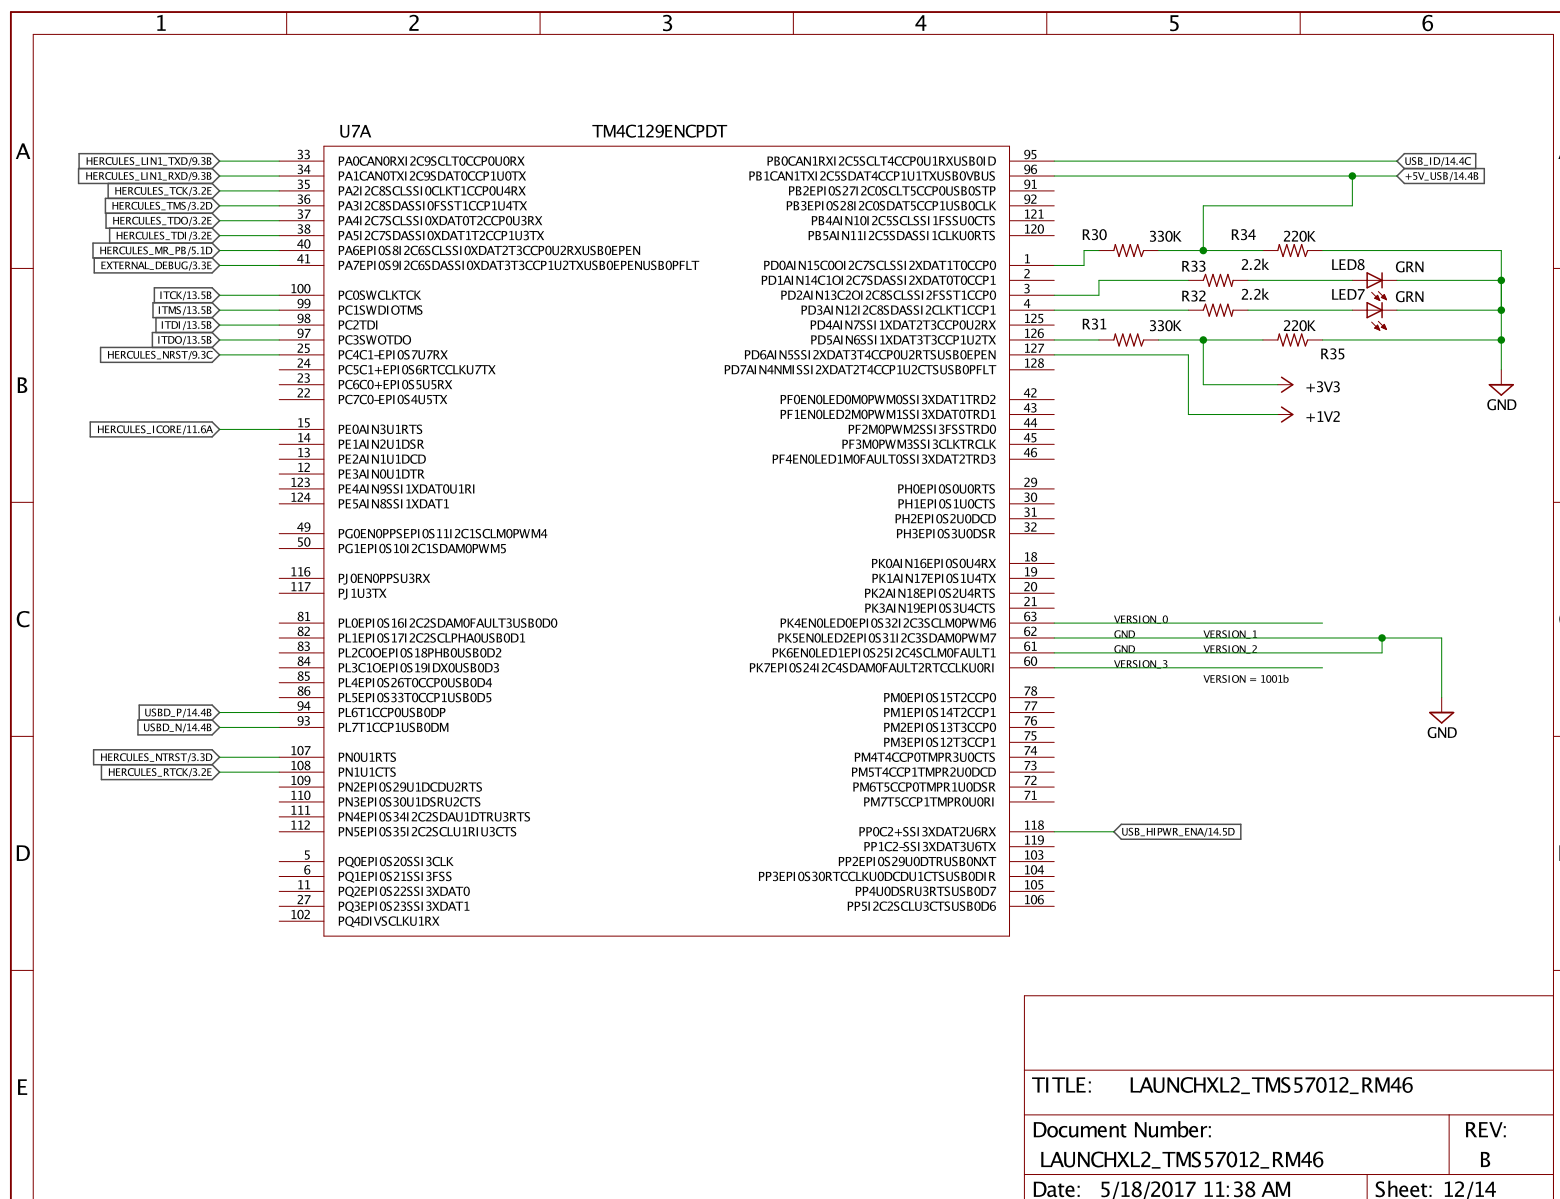 1 2 3 4 5 6
U7A TM4C129ENCPDT
A
HERCULES_LIN1_TXD/9.3B 33 PA0CAN0RXI2C9SCLT0CCP0U0RX
HERCULES_LIN1_RXD/9.3B 34 PA1CAN0TXI2C9SDAT0CCP1U0TX
HERCULES_TCK/3.2E 35 PA2I2C8SCLSSI0CLKT1CCP0U4RX
HERCULES_TMS/3.2D 36 PA3I2C8SDASSI0FSST1CCP1U4TX
HERCULES_TDO/3.2E 37 PA4I2C7SCLSSI0XDAT0T2CCP0U3RX
HERCULES_TDI/3.2E 38 PA5I2C7SDASSI0XDAT1T2CCP1U3TX
HERCULES_MR_PB/5.1D 40 PA6EPI0S8I2C6SCLSSI0XDAT2T3CCP0U2RXUSB0EPEN
EXTERNAL_DEBUG/3.3E 41 PA7EPI0S9I2C6SDASSI0XDAT3T3CCP1U2TXUSB0EPENUSB0PFLT
ITCK/13.5B 100 PC0SWCLKTCK
ITMS/13.5B 99 PC1SWDIOTMS
ITDI/13.5B 98 PC2TDI
ITDO/13.5B 97 PC3SWOTDO
HERCULES_NRST/9.3C 25 PC4C1-EPI0S7U7RX
24 PC5C1+EPI0S6RTCCLKU7TX
B
23 PC6C0+EPI0S5U5RX
22 PC7C0-EPI0S4U5TX
HERCULES_ICORE/11.6A 15 PE0AIN3U1RTS
14 PE1AIN2U1DSR
13 PE2AIN1U1DCD
12 PE3AIN0U1DTR
123 PE4AIN9SSI1XDAT0U1RI
124 PE5AIN8SSI1XDAT1
49 PG0EN0PPSEPI0S11I2C1SCLM0PWM4
50 PG1EPI0S10I2C1SDAM0PWM5
116 PJ0EN0PPSU3RX
117 PJ1U3TX
C
81 PL0EPI0S16I2C2SDAM0FAULT3USB0D0
82 PL1EPI0S17I2C2SCLPHA0USB0D1
83 PL2C0OEPI0S18PHB0USB0D2
84 PL3C1OEPI0S19IDX0USB0D3
85 PL4EPI0S26T0CCP0USB0D4
86 PL5EPI0S33T0CCP1USB0D5
USBD_P/14.4B 94 PL6T1CCP0USB0DP
USBD_N/14.4B 93 PL7T1CCP1USB0DM
HERCULES_NTRST/3.3D 107 PN0U1RTS
HERCULES_RTCK/3.2E 108 PN1U1CTS
109 PN2EPI0S29U1DCDU2RTS
110 PN3EPI0S30U1DSRU2CTS
111 PN4EPI0S34I2C2SDAU1DTRU3RTS
112 PN5EPI0S35I2C2SCLU1RIU3CTS
D
5 PQ0EPI0S20SSI3CLK
6 PQ1EPI0S21SSI3FSS
11 PQ2EPI0S22SSI3XDAT0
27 PQ3EPI0S23SSI3XDAT1
102 PQ4DIVSCLKU1RX
E
PB0CAN1RXI2C5SCLT4CCP0U1RXUSB0ID 95 USB_ID/14.4C
PB1CAN1TXI2C5SDAT4CCP1U1TXUSB0VBUS 96 +5V_USB/14.4B
PB2EPI0S27I2C0SCLT5CCP0USB0STP 91
PB3EPI0S28I2C0SDAT5CCP1USB0CLK 92
PB4AIN10I2C5SCLSSI1FSSU0CTS 121
PB5AIN11I2C5SDASSI1CLKU0RTS 120
R30 330K R34 220K
PD0AIN15C0OI2C7SCLSSI2XDAT1T0CCP0 1
R33 2.2k LED8 GRN
PD1AIN14C1OI2C7SDASSI2XDAT0T0CCP1 2
PD2AIN13C2OI2C8SCLSSI2FSST1CCP0 3
R32 2.2k LED7 GRN
PD3AIN12I2C8SDASSI2CLKT1CCP1 4
PD4AIN7SSI1XDAT2T3CCP0U2RX 125
R31 330K 220K R35
PD5AIN6SSI1XDAT3T3CCP1U2TX 126
PD6AIN5SSI2XDAT3T4CCP0U2RTSUSB0EPEN 127
PD7AIN4NMISSI2XDAT2T4CCP1U2CTSUSB0PFLT 128
+3V3
GND
+1V2
PF0EN0LED0M0PWM0SSI3XDAT1TRD2 42
PF1EN0LED2M0PWM1SSI3XDAT0TRD1 43
PF2M0PWM2SSI3FSSTRD0 44
PF3M0PWM3SSI3CLKTRCLK 45
PF4EN0LED1M0FAULT0SSI3XDAT2TRD3 46
PH0EPI0S0U0RTS 29
PH1EPI0S1U0CTS 30
PH2EPI0S2U0DCD 31
PH3EPI0S3U0DSR 32
PK0AIN16EPI0S0U4RX 18
PK1AIN17EPI0S1U4TX 19
PK2AIN18EPI0S2U4RTS 20
PK3AIN19EPI0S3U4CTS 21
PK4EN0LED0EPI0S32I2C3SCLM0PWM6 63 VERSION_0
PK5EN0LED2EPI0S31I2C3SDAM0PWM7 62 GND VERSION_1
PK6EN0LED1EPI0S25I2C4SCLM0FAULT1 61 GND VERSION_2
PK7EPI0S24I2C4SDAM0FAULT2RTCCLKU0RI 60 VERSION_3
VERSION = 1001b
GND
PM0EPI0S15T2CCP0 78
PM1EPI0S14T2CCP1 77
PM2EPI0S13T3CCP0 76
PM3EPI0S12T3CCP1 75
PM4T4CCP0TMPR3U0CTS 74
PM5T4CCP1TMPR2U0DCD 73
PM6T5CCP0TMPR1U0DSR 72
PM7T5CCP1TMPR0U0RI 71
PP0C2+SSI3XDAT2U6RX 118 USB_HIPWR_ENA/14.5D
PP1C2-SSI3XDAT3U6TX 119
PP2EPI0S29U0DTRUSB0NXT 103
PP3EPI0S30RTCCLKU0DCDU1CTSUSB0DIR 104
PP4U0DSRU3RTSUSB0D7 105
PP5I2C2SCLU3CTSUSB0D6 106
TITLE: LAUNCHXL2_TMS57012_RM46
Document Number: REV:
LAUNCHXL2_TMS57012_RM46 B
Date: 5/18/2017 11:38 AM Sheet: 12/14